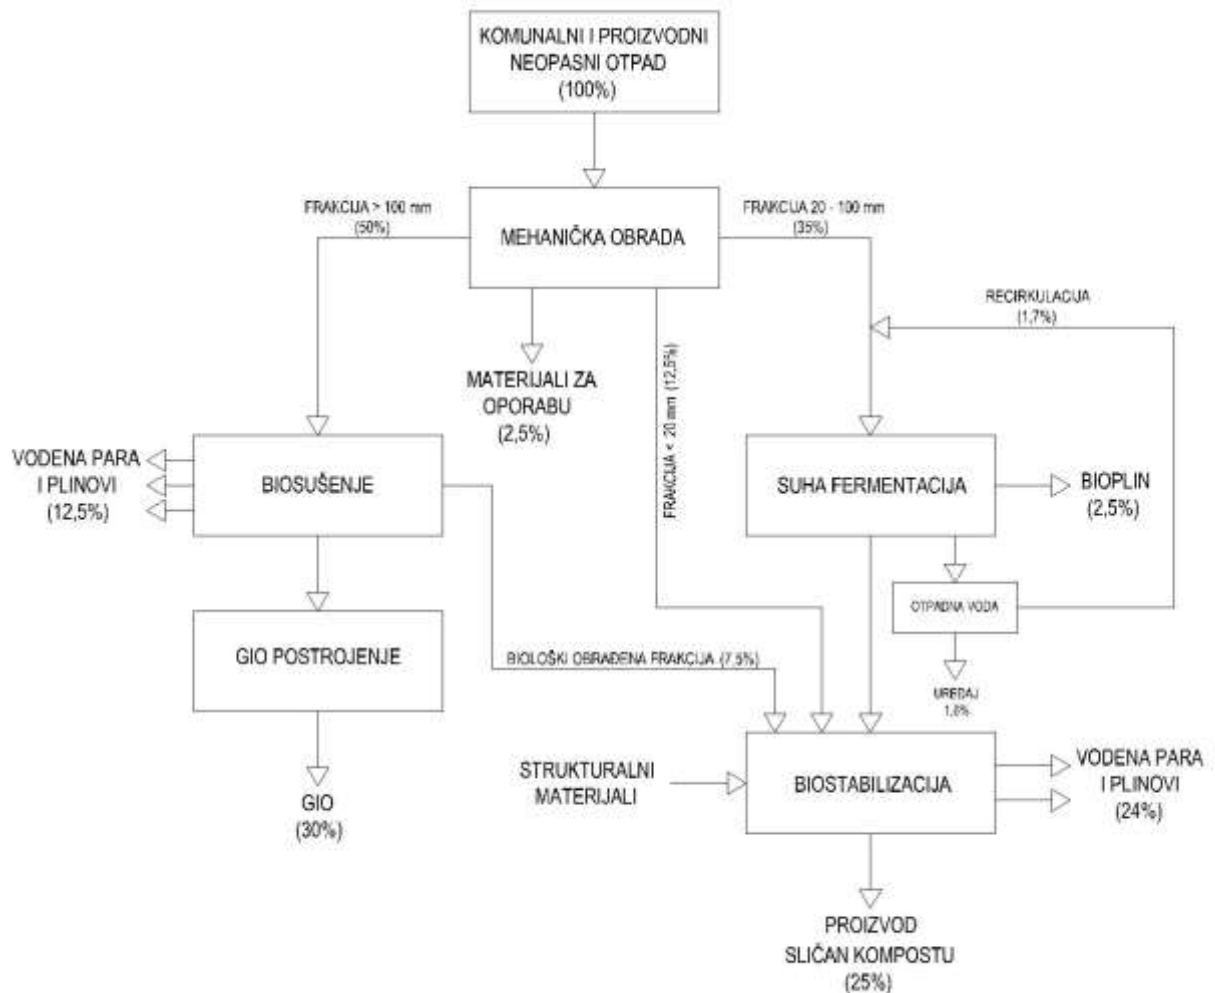 KOMUNALNI I PROIZVODNI
NEOPASNI OTPAD
(100%)
FRAKCIJA > 100 mm
(50%)
MEHANIČKA OBRADA
FRAKCIJA 20 - 100 mm
(35%)
RECIRKULACIJA
(1,7%)
MATERIJALI ZA
OPORABU
(2,5%)
FRAKCIJA < 20 mm (12,5%)
VODENA PARA
I PLINOVI
(12,5%)
BIOSUŠENJE
SUHA FERMENTACIJA
BIOPLIN
(2,5%)
OTPADNA VODA
GIO POSTROJENJE
BIOLOŠKI OBRAĐENA FRAKCIJA (7,5%)
UREĐAJ
GIO
(30%)
STRUKTURALNI
MATERIJALI
BIOSTABILIZACIJA
VODENA PARA
I PLINOVI
(24%)
PROIZVOD
SLIČAN KOMPOSTU
(25%)